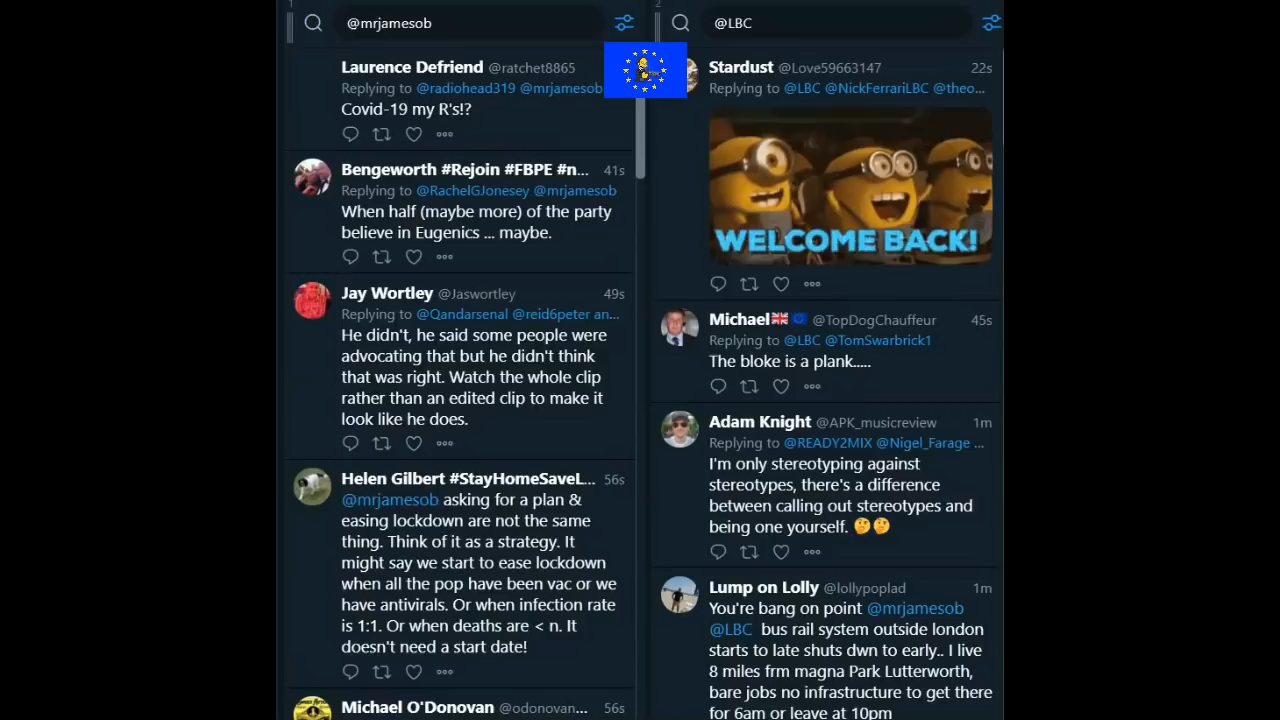 1
@mrjamesob
Laurence Defriend @ratchet8865
Replying to @radiohead319 @mrjamesob
Covid-19 my R's!?
Bengeworth #Rejoin #FBPE #n... 41s
Replying to @RachelGJonesey @mrjamesob
When half (maybe more) of the party
believe in Eugenics ... maybe.
Jay Wortley @Jaswortley 49s
Replying to @Qandarsenal @reid6peter an...
He didn't, he said some people were
advocating that but he didn't think
that was right. Watch the whole clip
rather than an edited clip to make it
look like he does.
Helen Gilbert #StayHomeSaveL... 56s
@mrjamesob asking for a plan &
easing lockdown are not the same
thing. Think of it as a strategy. It
might say we start to ease lockdown
when all the pop have been vac or we
have antivirals. Or when infection rate
is 1:1. Or when deaths are < n. It
doesn't need a start date!
Michael O'Donovan @odonovan... 56s
2
@LBC
Stardust @Love59663147 22s
Replying to @LBC @NickFerrariLBC @theo...
WELCOME BACK!
Michael @TopDogChauffeur 45s
Replying to @LBC @TomSwarbrick1
The bloke is a plank.....
Adam Knight @APK_musicreview 1m
Replying to @READY2MIX @Nigel_Farage ...
I'm only stereotyping against
stereotypes, there's a difference
between calling out stereotypes and
being one yourself. 🤔🤔
Lump on Lolly @lollypoplad 1m
You're bang on point @mrjamesob
@LBC bus rail system outside london
starts to late shuts dwn to early.. I live
8 miles frm magna Park Lutterworth,
bare jobs no infrastructure to get there
for 6am or leave at 10pm